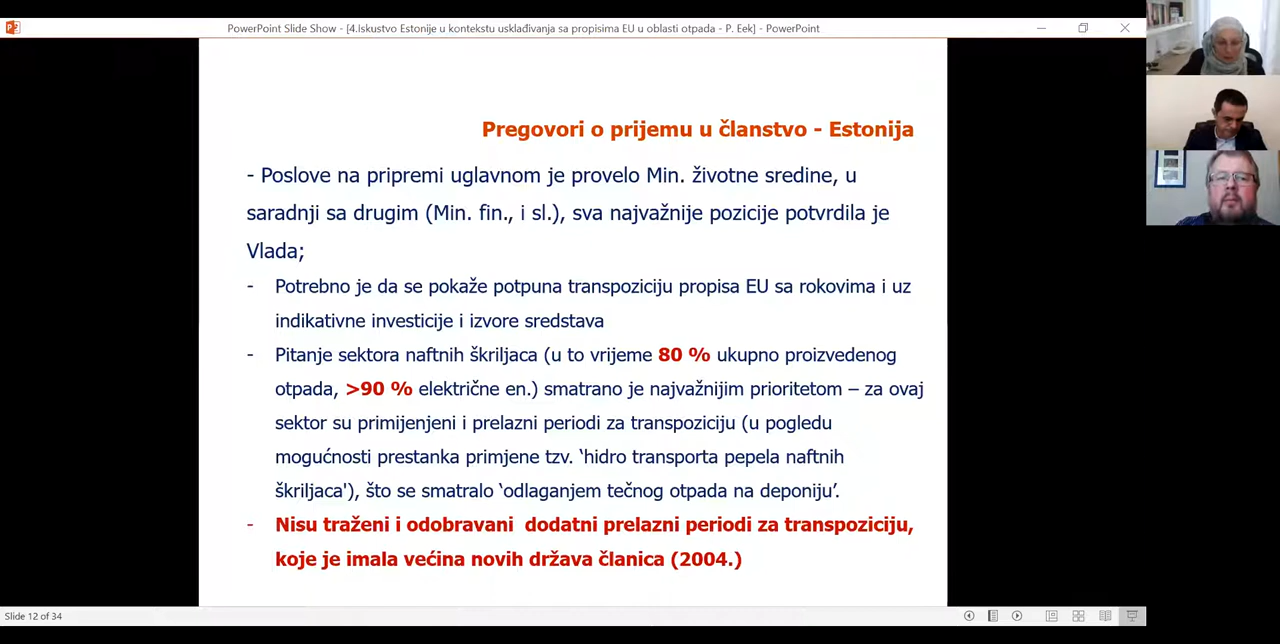 PowerPoint Slide Show - [4.Iskustvo Estonije u kontekstu usklađivanja sa propisima EU u oblasti otpada - P. Eek] - PowerPoint
Pregovori o prijemu u članstvo - Estonija
- Poslove na pripremi uglavnom je provelo Min. životne sredine, u
saradnji sa drugim (Min. fin., i sl.), sva najvažnije pozicije potvrdila je
Vlada;
- Potrebno je da se pokaže potpuna transpoziciju propisa EU sa rokovima i uz
indikativne investicije i izvore sredstava
- Pitanje sektora naftnih škriljaca (u to vrijeme 80 % ukupno proizvedenog
otpada, >90 % električne en.) smatrano je najvažnijim prioritetom – za ovaj
sektor su primijenjeni i prelazni periodi za transpoziciju (u pogledu
mogućnosti prestanka primjene tzv. 'hidro transporta pepela naftnih
škriljaca'), što se smatralo 'odlaganjem tečnog otpada na deponiju'.
- Nisu traženi i odobravani dodatni prelazni periodi za transpoziciju,
koje je imala većina novih država članica (2004.)
Slide 12 of 34